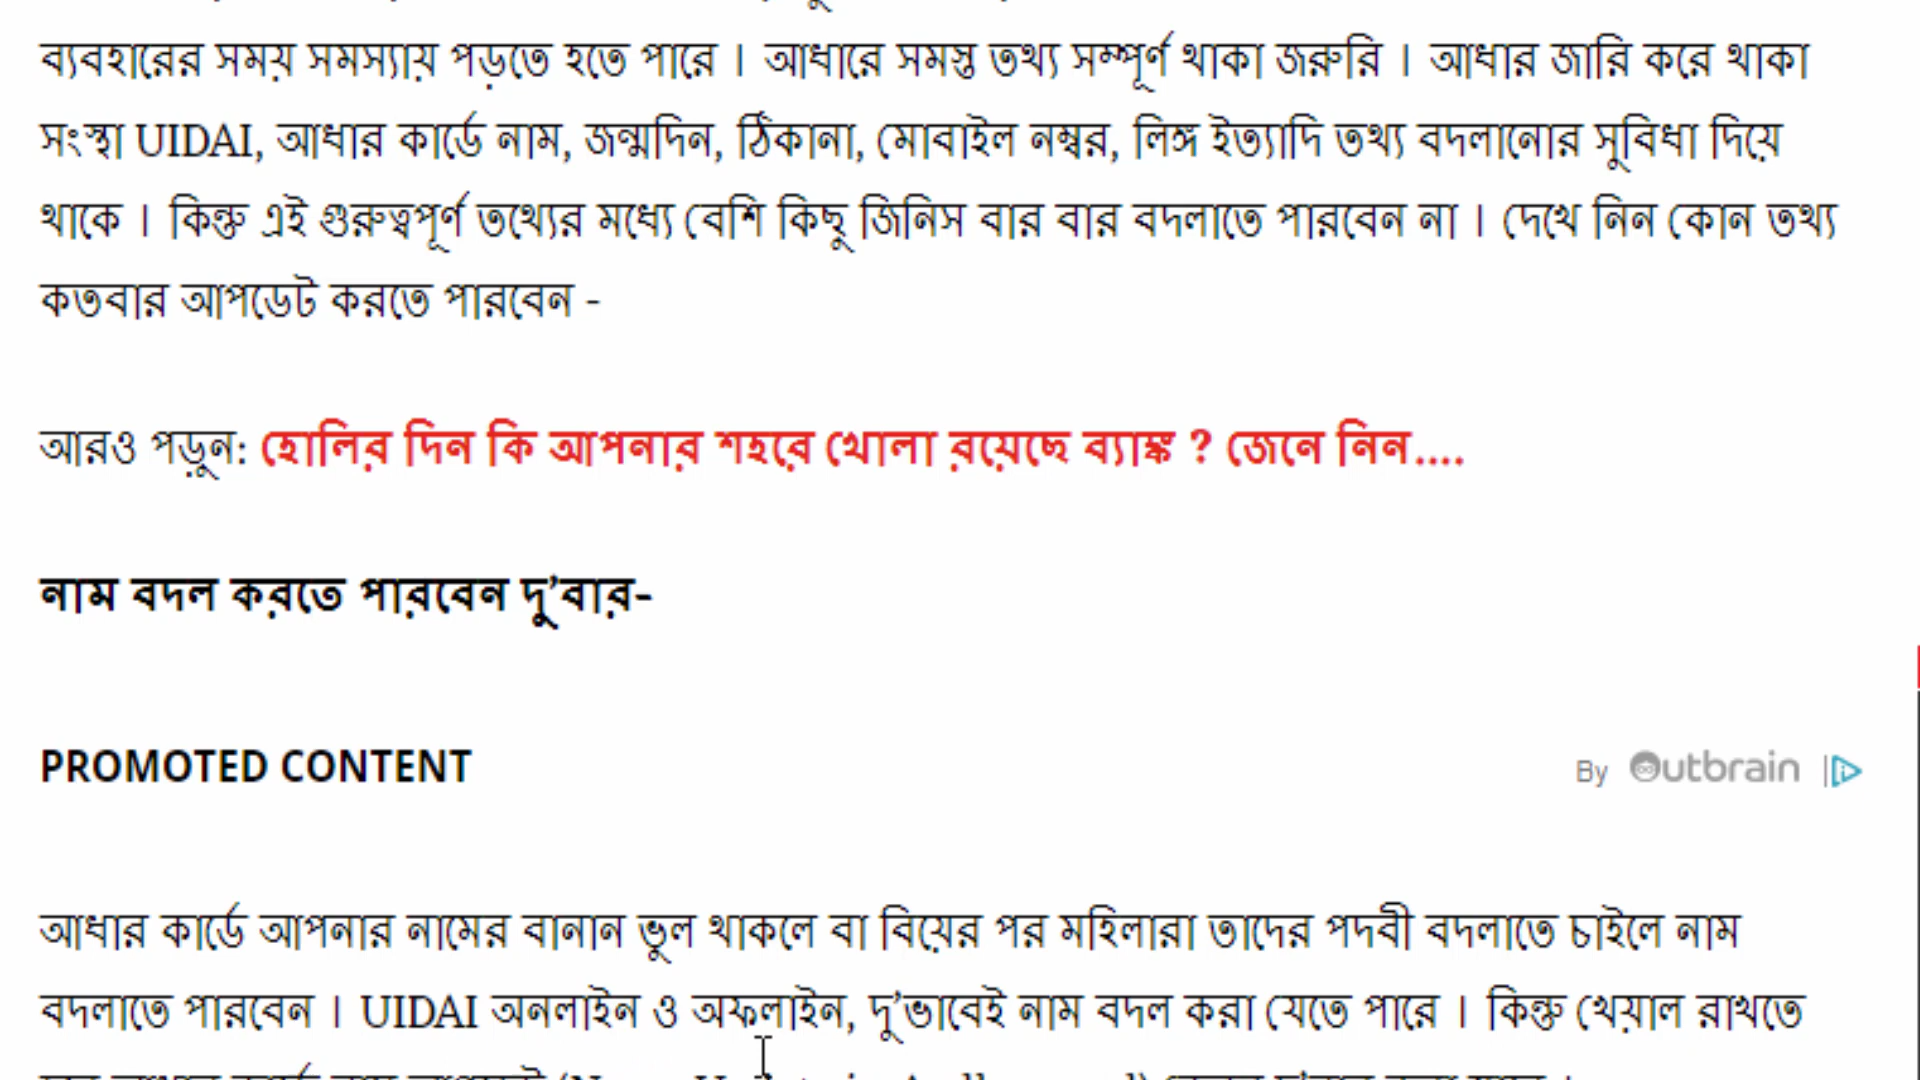 ব্যবহারের সময় সমস্যায় পড়তে হতে পারে । আধারে সমস্ত তথ্য সম্পূর্ণ থাকা জরুরি । আধার জারি করে থাকা
সংস্থা UIDAI, আধার কার্ডে নাম, জন্মদিন, ঠিকানা, মোবাইল নম্বর, লিঙ্গ ইত্যাদি তথ্য বদলানোর সুবিধা দিয়ে
থাকে । কিন্তু এই গুরুত্বপূর্ণ তথ্যের মধ্যে বেশি কিছু জিনিস বার বার বদলাতে পারবেন না । দেখে নিন কোন তথ্য
কতবার আপডেট করতে পারবেন -
আরও পড়ুন: হোলির দিন কি আপনার শহরে খোলা রয়েছে ব্যাঙ্ক ? জেনে নিন....
নাম বদল করতে পারবেন দু’বার-
PROMOTED CONTENT
By Outbrain
আধার কার্ডে আপনার নামের বানান ভুল থাকলে বা বিয়ের পর মহিলারা তাদের পদবী বদলাতে চাইলে নাম
বদলাতে পারবেন । UIDAI অনলাইন ও অফলাইন, দু’ভাবেই নাম বদল করা যেতে পারে । কিন্তু খেয়াল রাখতে